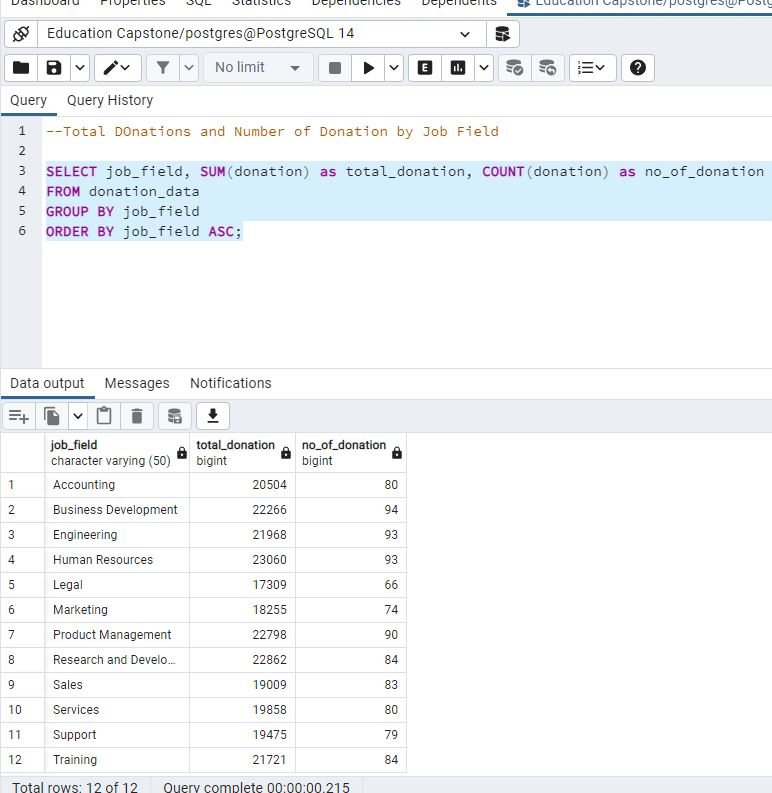 Dashboard Properties SQL Statistics Dependencies Dependents Education Capstone/postgres@Postg
Education Capstone/postgres@PostgreSQL 14
No limit
E
Query Query History
1 --Total DOnations and Number of Donation by Job Field
2
3 SELECT job_field, SUM(donation) as total_donation, COUNT(donation) as no_of_donation
4 FROM donation_data
5 GROUP BY job_field
6 ORDER BY job_field ASC;
Data output Messages Notifications
job_field total_donation no_of_donation
character varying (50) bigint bigint
1 Accounting 20504 80
2 Business Development 22266 94
3 Engineering 21968 93
4 Human Resources 23060 93
5 Legal 17309 66
6 Marketing 18255 74
7 Product Management 22798 90
8 Research and Develo... 22862 84
9 Sales 19009 83
10 Services 19858 80
11 Support 19475 79
12 Training 21721 84
Total rows: 12 of 12 Query complete 00:00:00.215